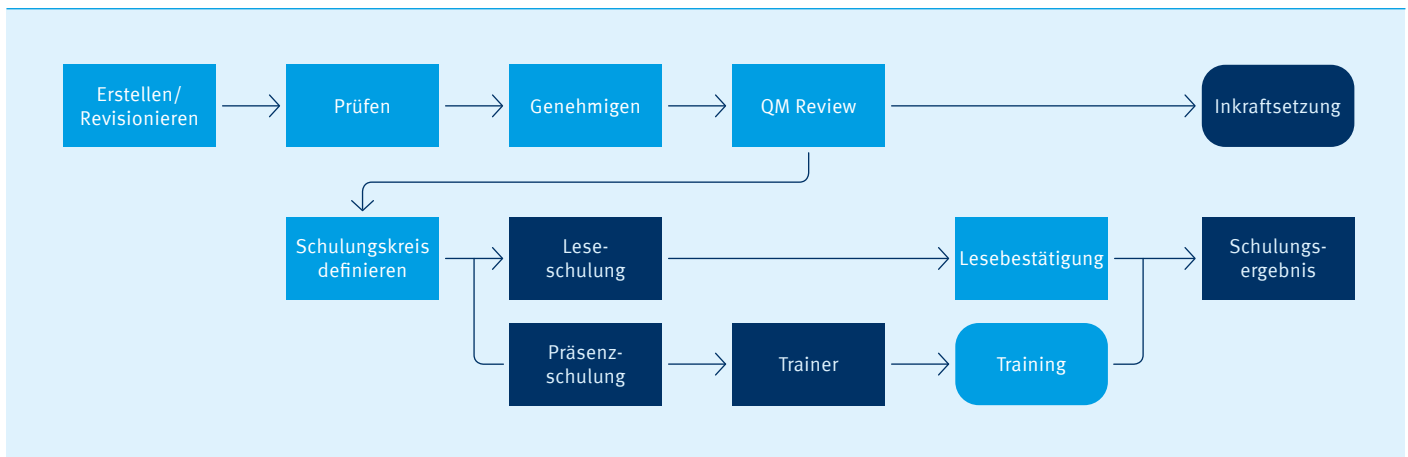 Erstellen/
Revisionieren
Prüfen
Genehmigen
QM Review
Inkraftsetzung
Schulungskreis
definieren
Lese-
schulung
Lesebestätigung
Schulungs-
ergebnis
Präsenz-
schulung
Trainer
Training